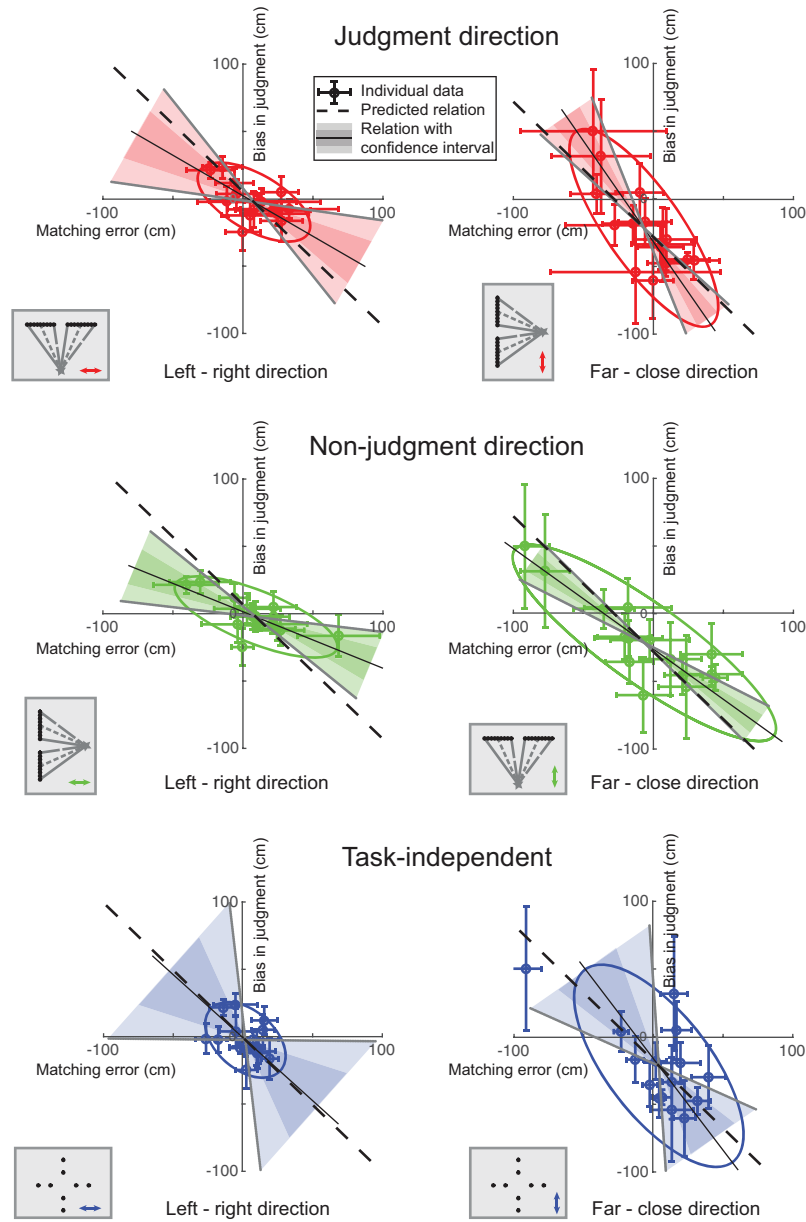 Judgment direction
100
Bias in judgment (cm)
-100
100
Matching error (cm)
-100
Left - right direction
Individual data
Predicted relation
Relation with
confidence interval
100
Bias in judgment (cm)
-100
100
Matching error (cm)
-100
Far - close direction
Non-judgment direction
100
Bias in judgment (cm)
-100
100
Matching error (cm)
-100
Left - right direction
100
Bias in judgment (cm)
-100
100
Matching error (cm)
-100
Far - close direction
Task-independent
100
Bias in judgment (cm)
-100
100
Matching error (cm)
-100
Left - right direction
100
Bias in judgment (cm)
-100
100
Matching error (cm)
-100
Far - close direction